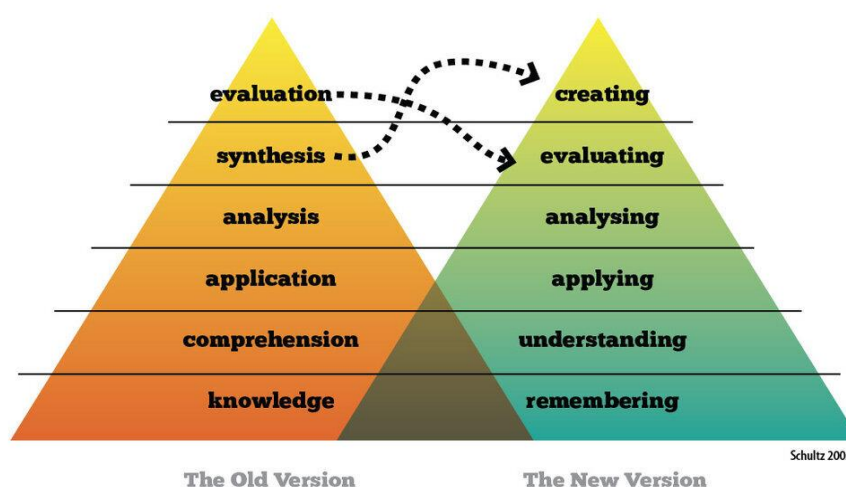 evaluation
creating
synthesis
evaluating
analysis
analysing
application
applying
comprehension
understanding
knowledge
remembering
Schultz 200
The Old Version
The New Version